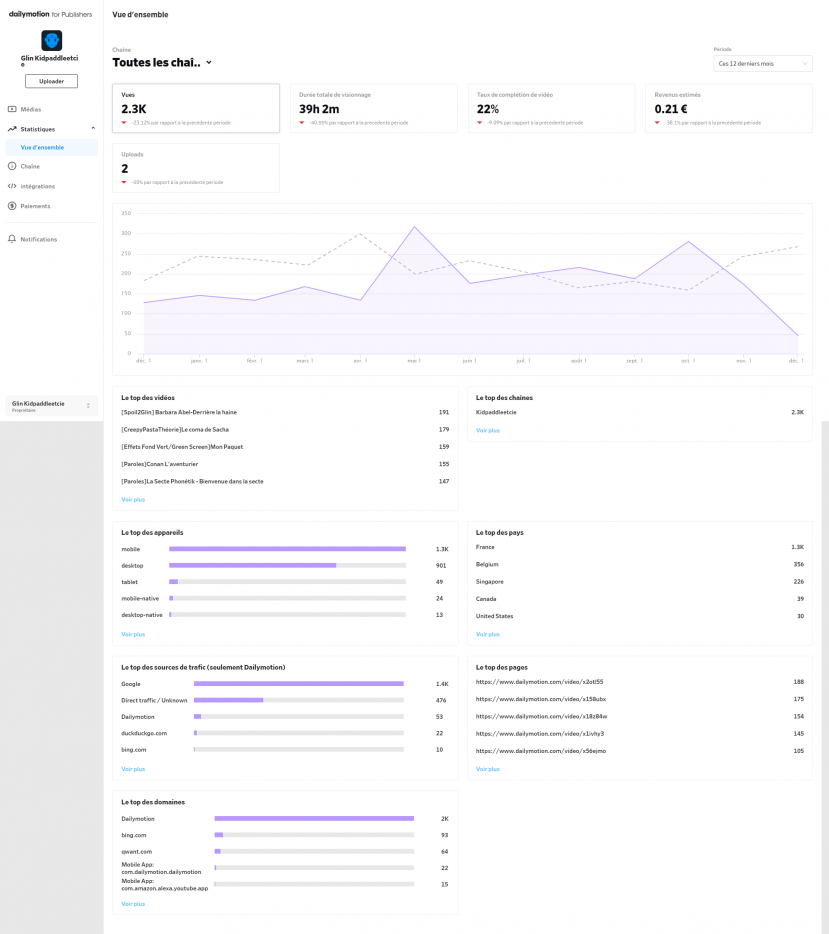 dailymotion for Publishers
Glin Kidpaddleetci
e
Uploader
Médias
Statistiques
Vue d'ensemble
Chaîne
Intégrations
Paiements
Notifications
Glin Kidpaddleetcie
Propriétaire
Vue d'ensemble
Chaîne
Toutes les chaî..
Période
Ces 12 derniers mois
Vues
2.3K
-23.12% par rapport à la précédente période
Durée totale de visionnage
39h 2m
par rapport à la précédente période
Taux de complétion de vidéo
22%
-9.09% par rapport à la précédente période
Revenus estimés
0.21 €
par rapport à la précédente période
Uploads
2
par rapport à la précédente période
350
300
250
200
150
100
50
0
déc. 1 janv. 1 févr. 1 mars 1 avr. 1 mai 1 juin 1 juil. 1 août 1 sept. 1 oct. 1 nov. 1 déc. 1
Le top des vidéos
[Spoil2Glin] Barbara Abel-Derrière la haine 191
[CreepyPastaThéorie]Le coma de Sacha 179
[Effets Fond Vert/Green Screen]Mon Paquet 159
[Paroles]Conan L'aventurier 155
[Paroles]La Secte Phonétik - Bienvenue dans la secte 147
Voir plus
Le top des chaînes
Kidpaddleetcie 2.3K
Voir plus
Le top des appareils
mobile 1.3K
desktop 901
tablet 49
mobile-native 24
desktop-native 13
Voir plus
Le top des pays
France 1.3K
Belgium 356
Singapore 226
Canada 39
United States 30
Voir plus
Le top des sources de trafic (seulement Dailymotion)
Google 1.4K
Direct traffic / Unknown 476
Dailymotion 53
duckduckgo.com 22
bing.com 10
Voir plus
Le top des pages
https://www.dailymotion.com/video/x2otl55 188
https://www.dailymotion.com/video/x158ubx 175
https://www.dailymotion.com/video/x18z84w 154
https://www.dailymotion.com/video/x1ivhy3 145
https://www.dailymotion.com/video/x56ejmo 105
Voir plus
Le top des domaines
Dailymotion 2K
bing.com 93
qwant.com 64
Mobile App:
com.dailymotion.dailymotion 22
Mobile App:
com.amazon.alexa.youtube.app 15
Voir plus